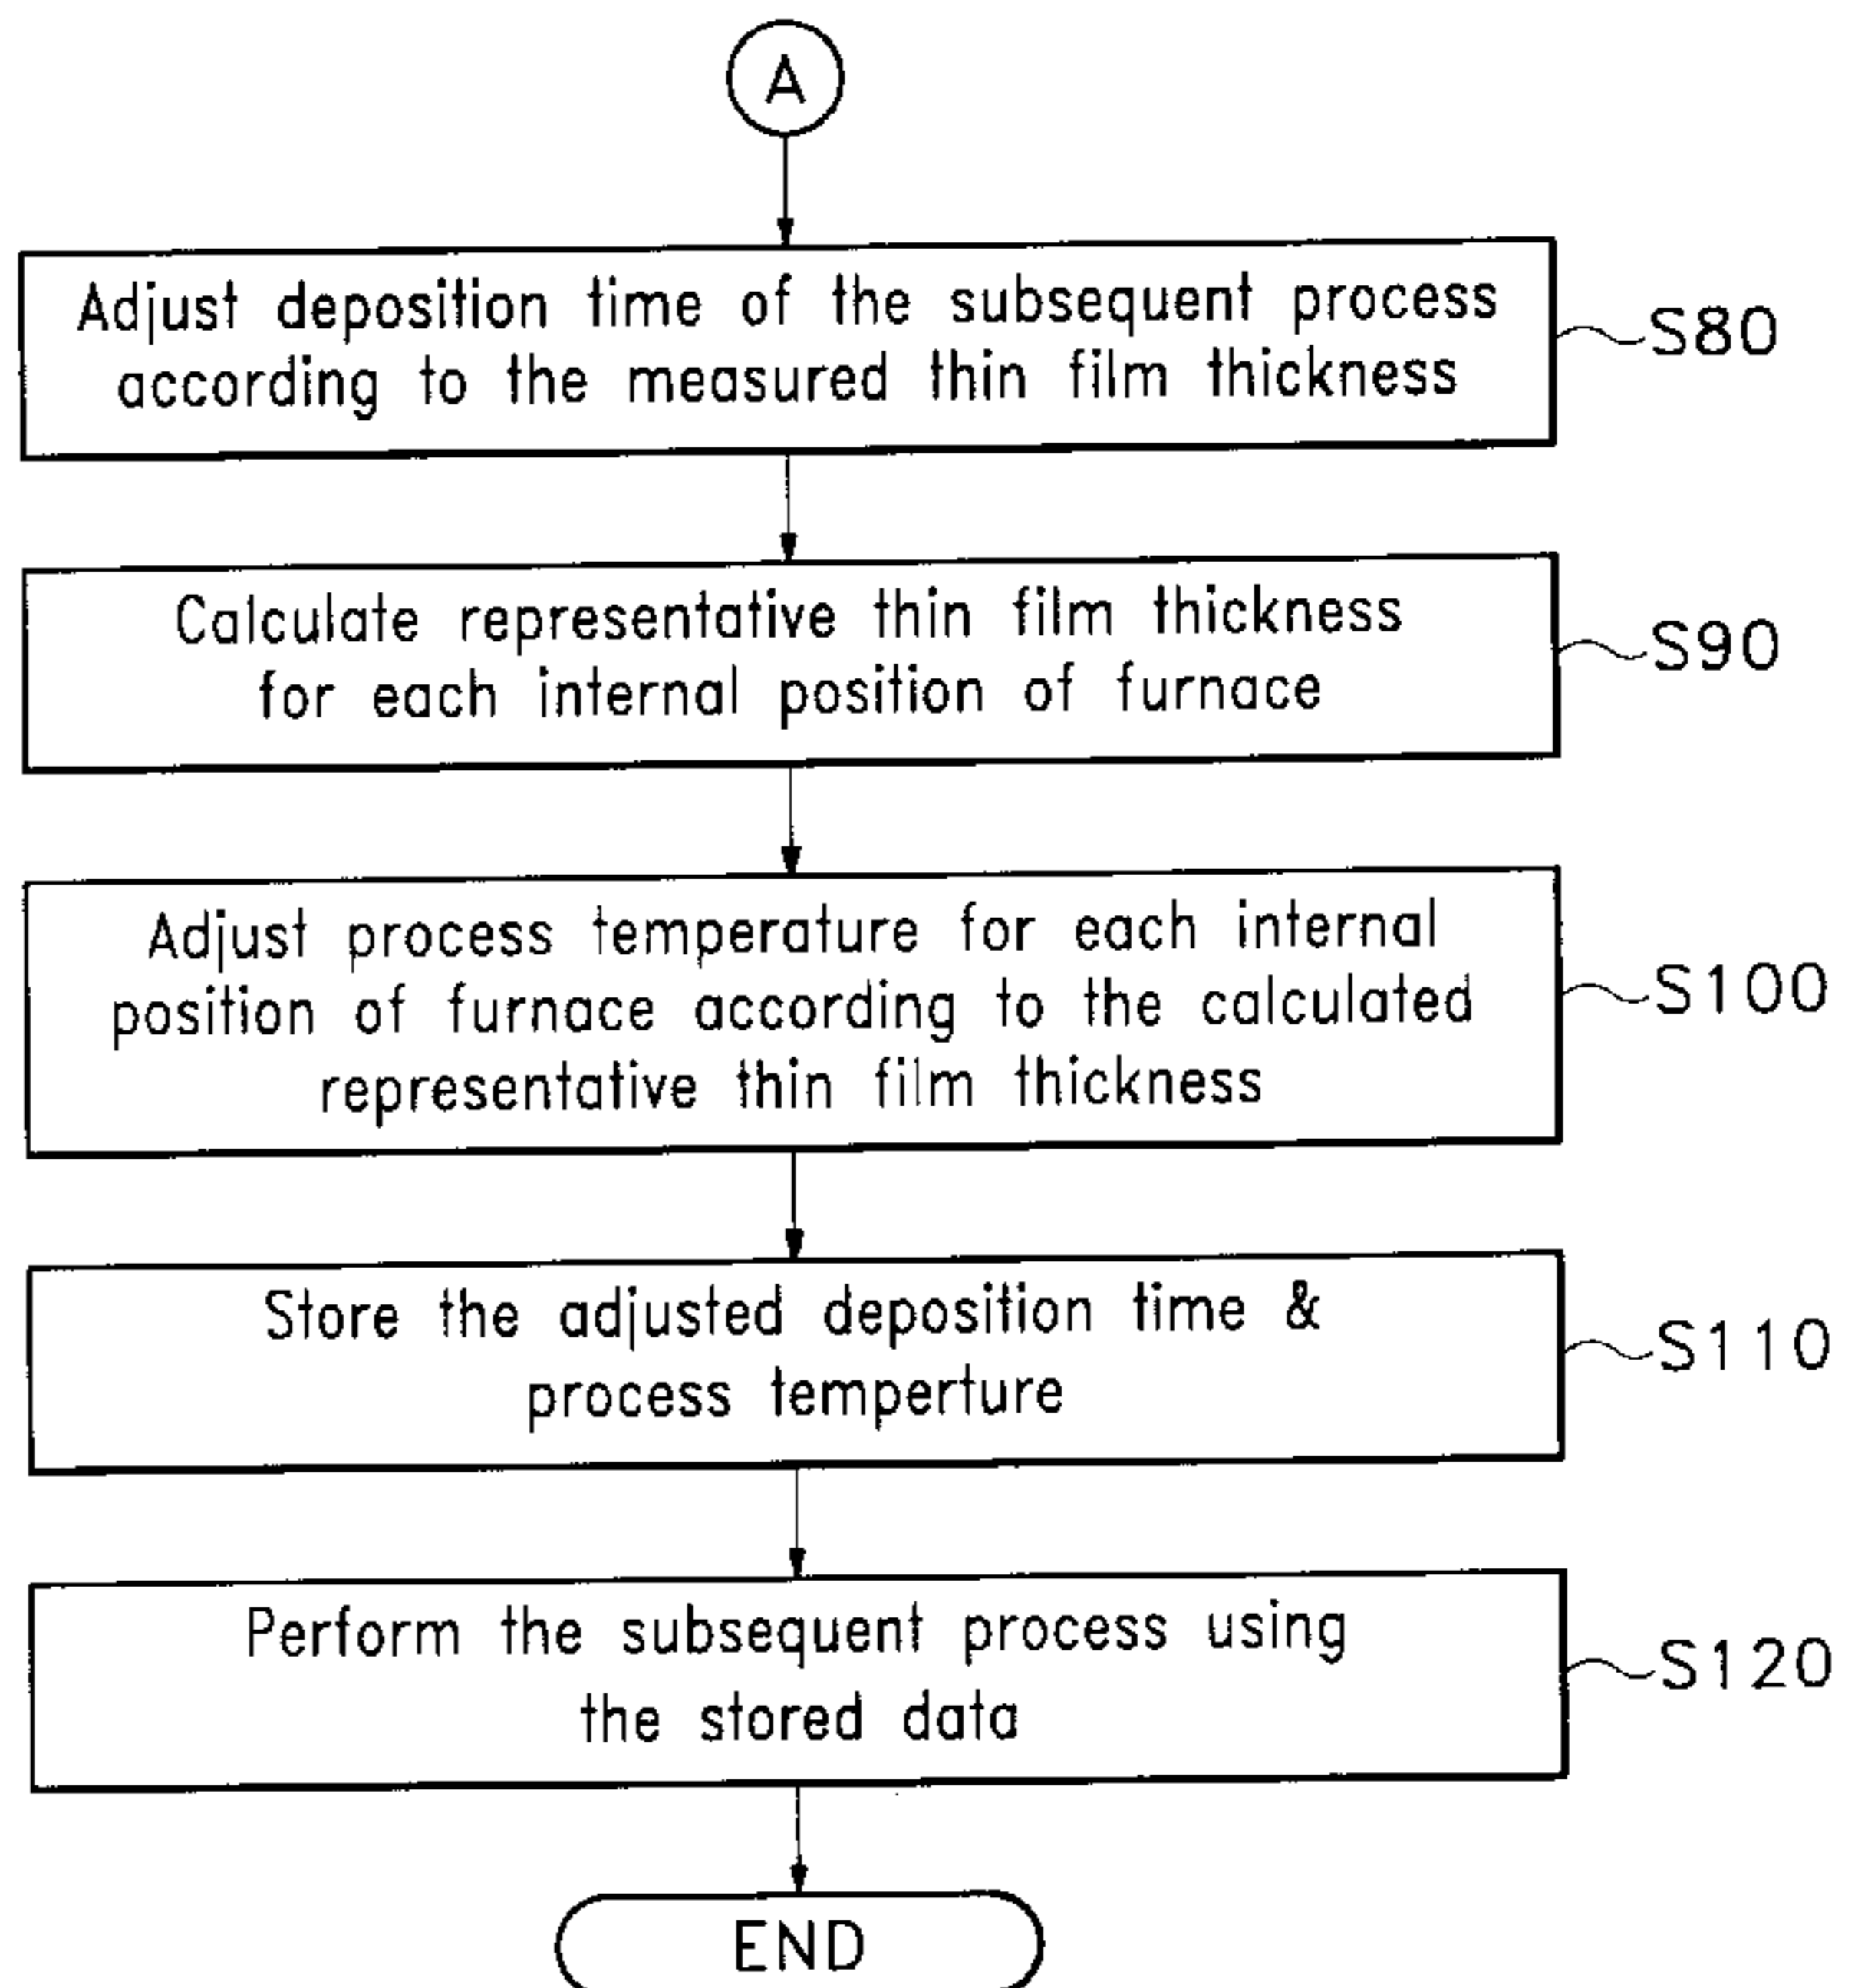 A
Adjust deposition time of the subsequent process
according to the measured thin film thickness
S80
Calculate representative thin film thickness
for each internal position of furnace
S90
Adjust process temperature for each internal
position of furnace according to the calculated
representative thin film thickness
S100
Store the adjusted deposition time &
process temperture
S110
Perform the subsequent process using
the stored data
S120
END